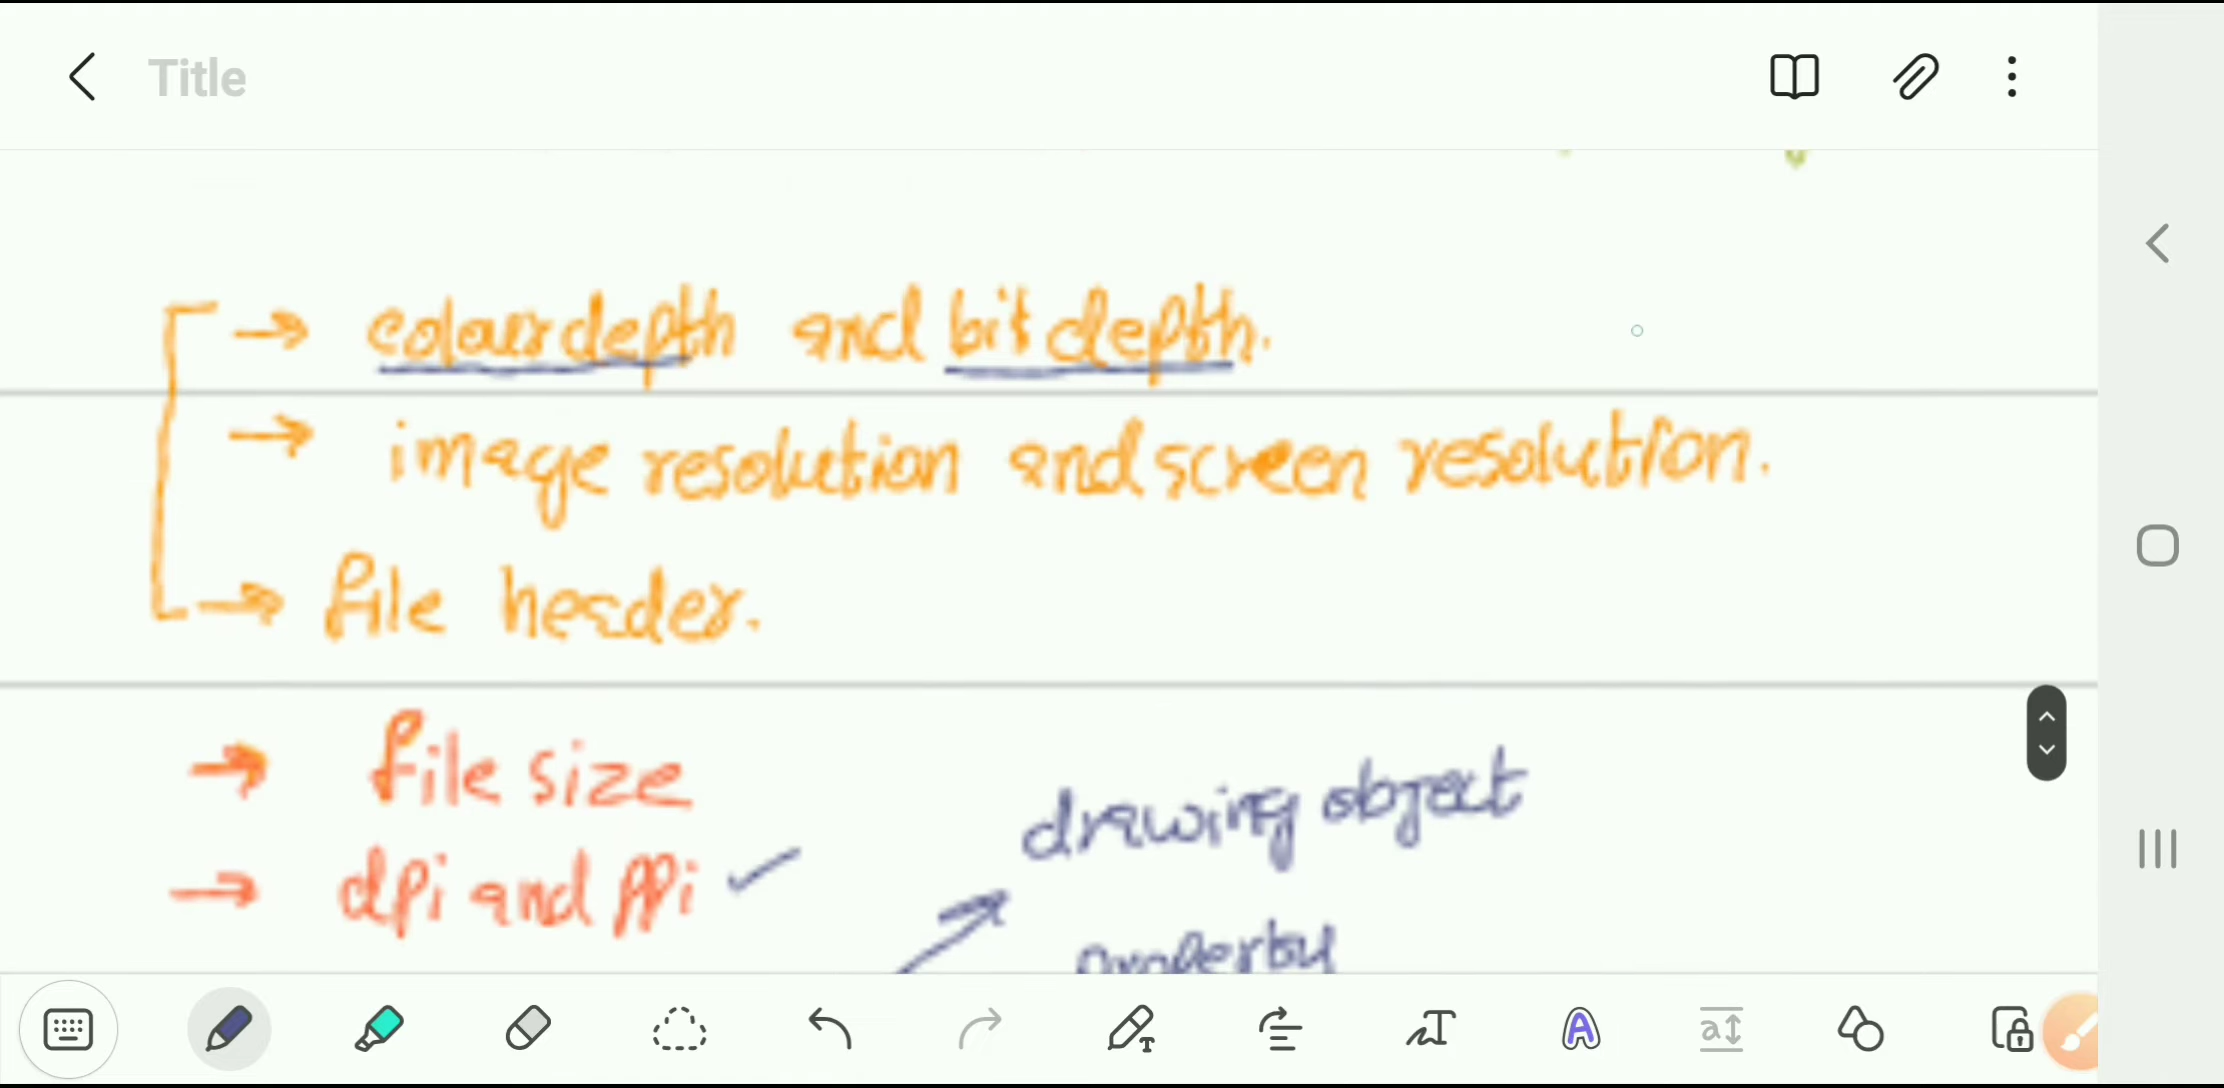 Title
→ colour depth and bit depth.
→ image resolution and screen resolution.
→ file header.
→ file size
→ dpi and ppi ✓
drawing object
property